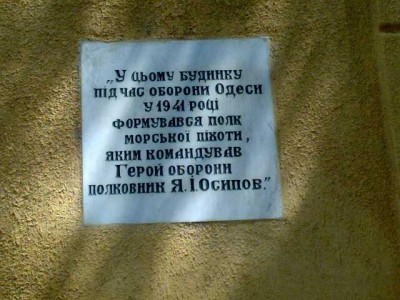 „У цьому будинку
під час оборони Одеси
у 1941 році
формувався полк
морської піхоти,
яким командував
Герой оборони
полковник Я.І.Осипов."